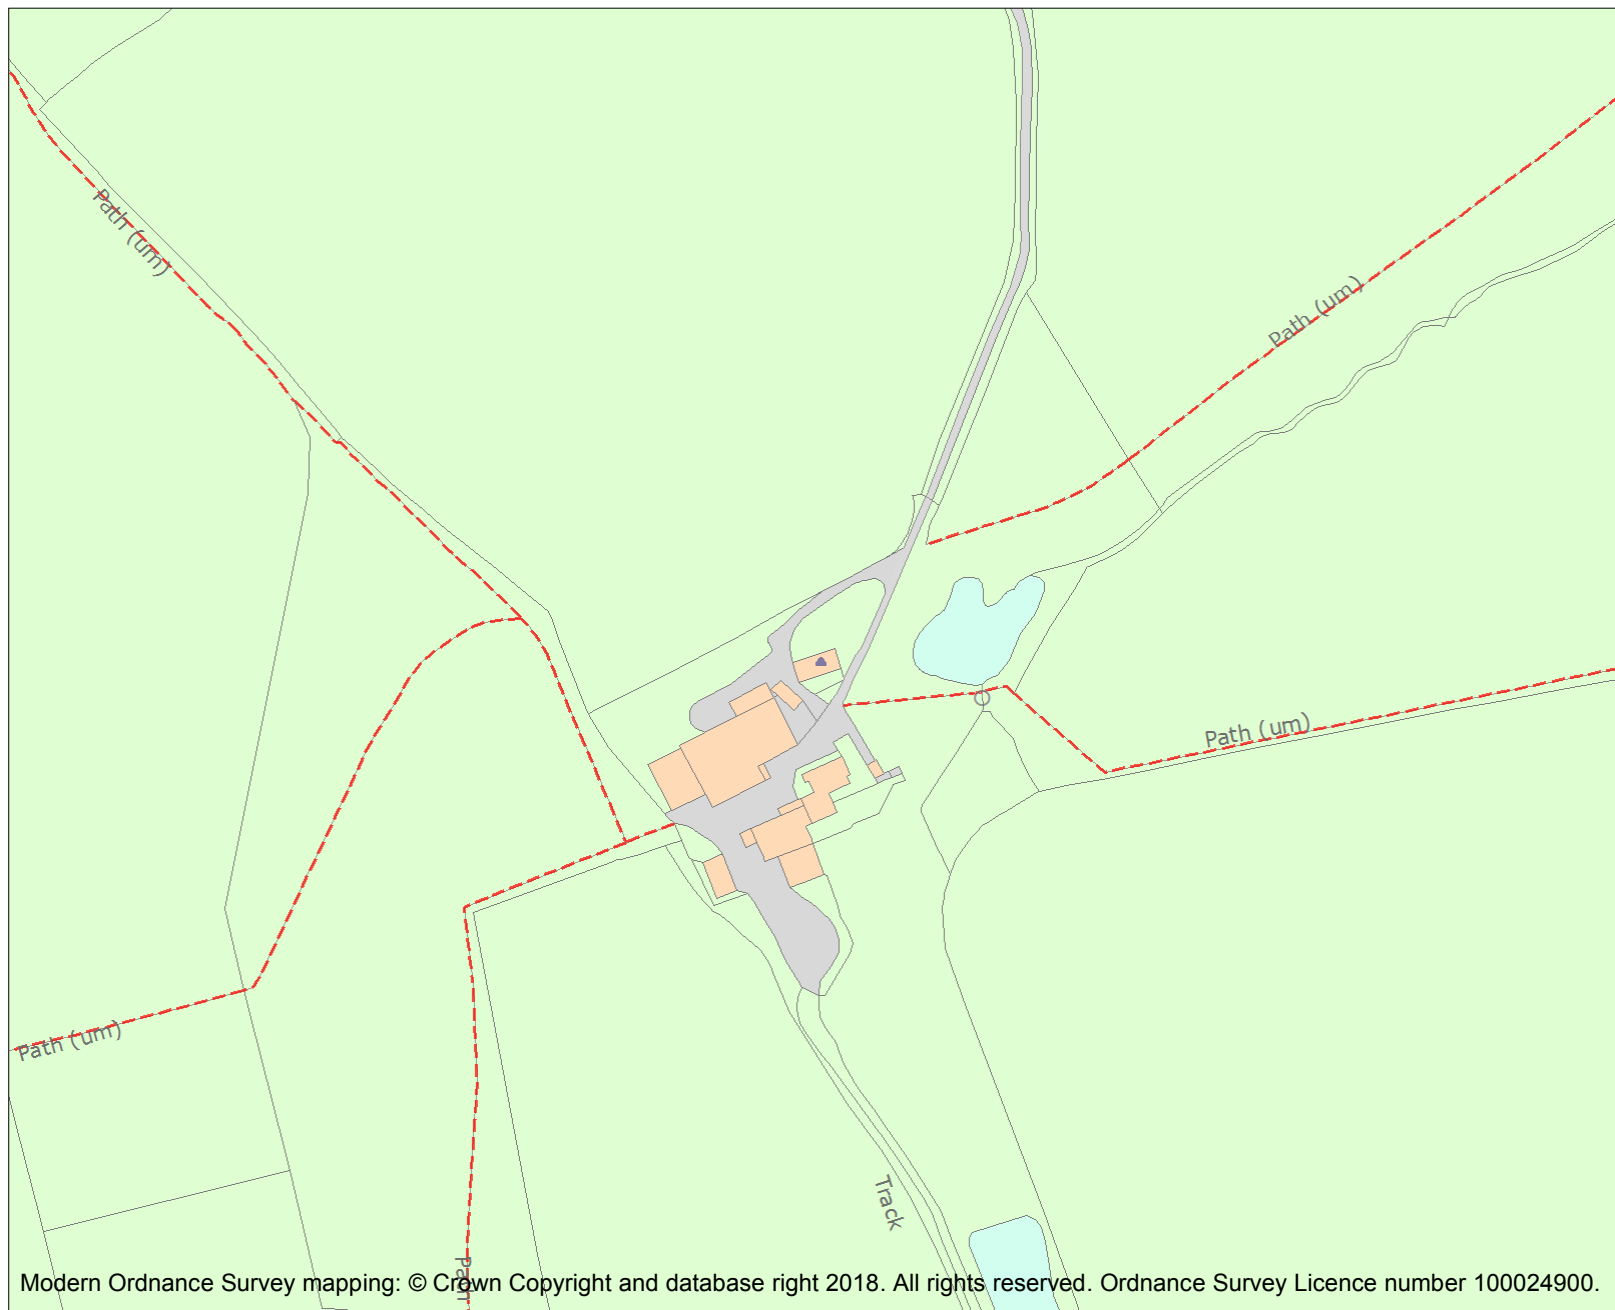 Path (um)
Path (um)
Path (um)
Path (um)
Track
Path
Modern Ordnance Survey mapping: © Crown Copyright and database right 2018. All rights reserved. Ordnance Survey Licence number 100024900.